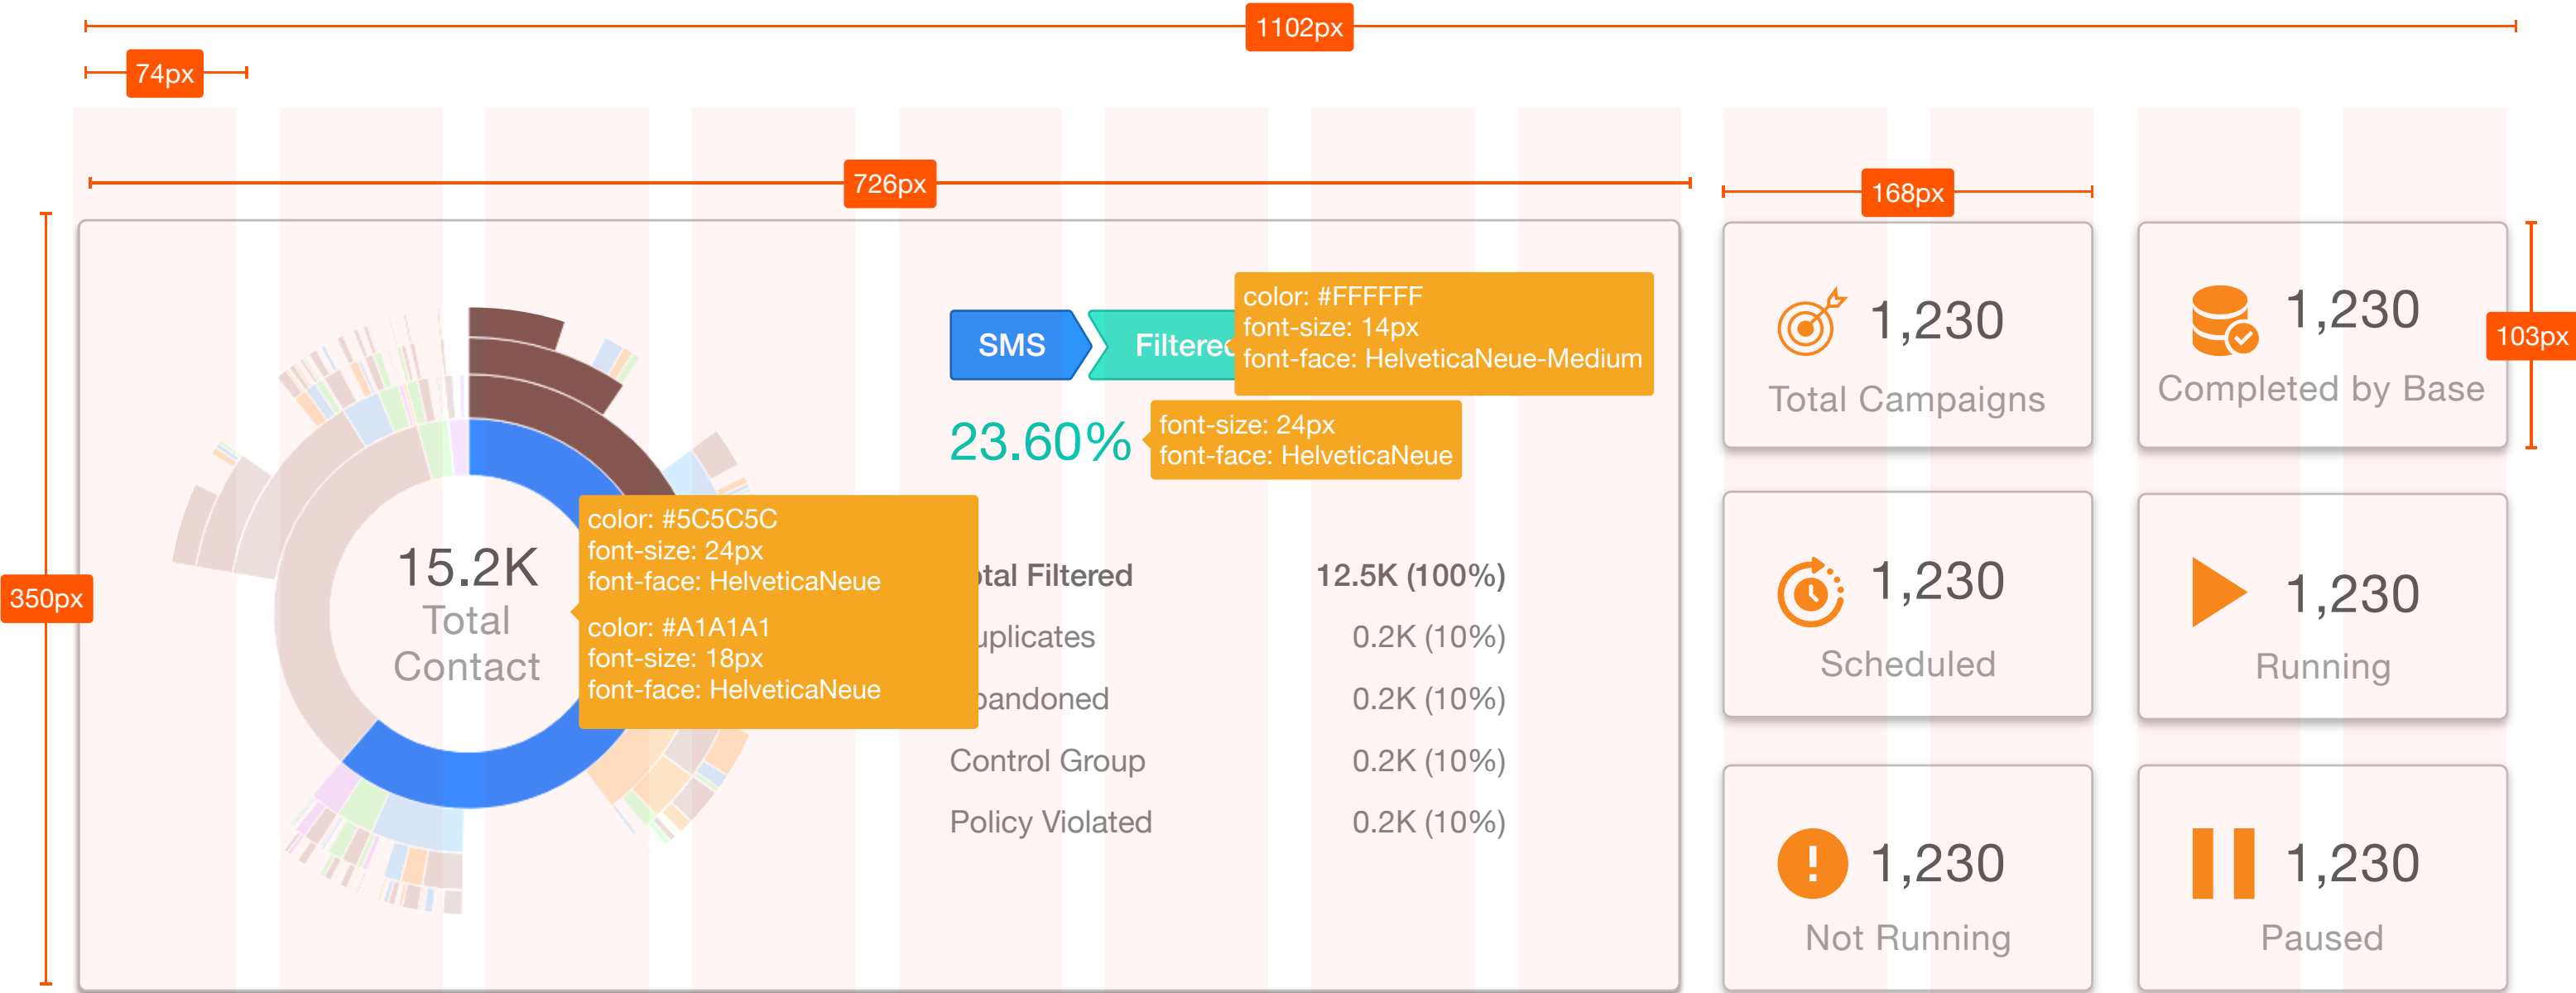 1102px
74px
726px
168px
350px
103px
SMS
Filtered
color: #FFFFFF
font-size: 14px
font-face: HelveticaNeue-Medium
23.60%
font-size: 24px
font-face: HelveticaNeue
15.2K
Total
Contact
color: #5C5C5C
font-size: 24px
font-face: HelveticaNeue
color: #A1A1A1
font-size: 18px
font-face: HelveticaNeue
otal Filtered 12.5K (100%)
uplicates 0.2K (10%)
bandoned 0.2K (10%)
Control Group 0.2K (10%)
Policy Violated 0.2K (10%)
1,230
Total Campaigns
1,230
Completed by Base
1,230
Scheduled
1,230
Running
1,230
Not Running
1,230
Paused